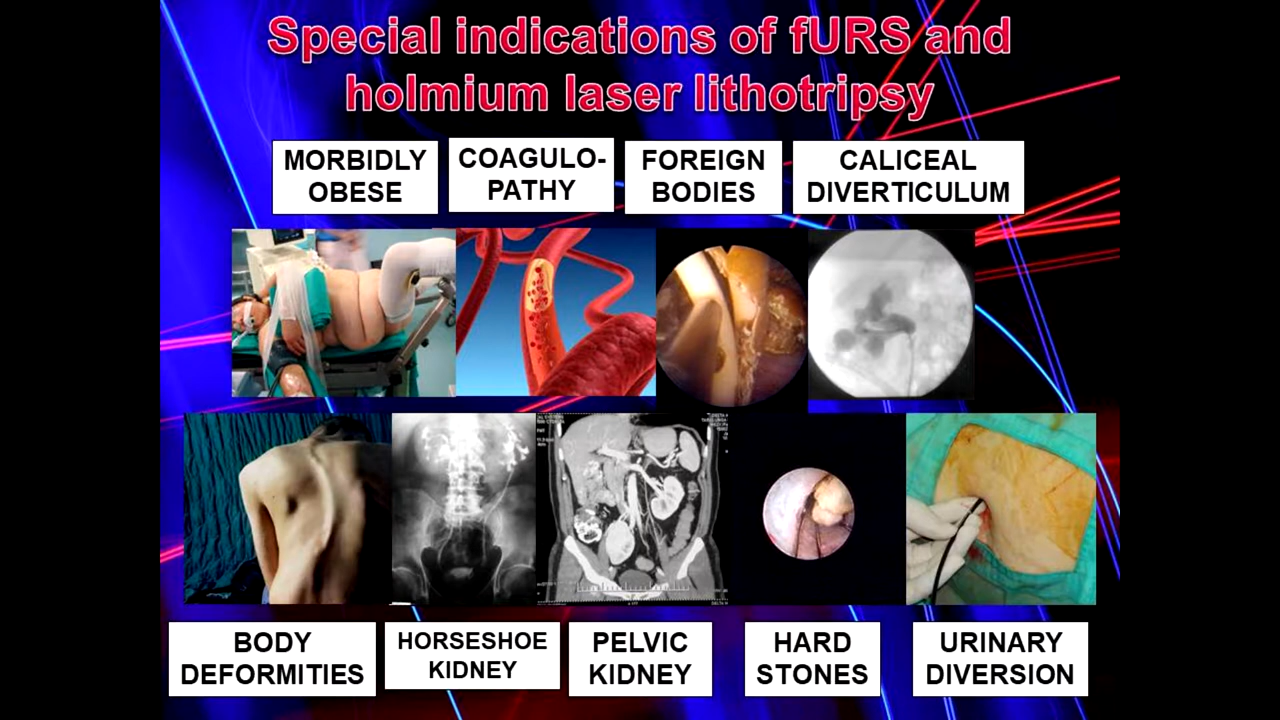 Special indications of fURS and
holmium laser lithotripsy
MORBIDLY
OBESE
COAGULO-
PATHY
FOREIGN
BODIES
CALICEAL
DIVERTICULUM
BODY
DEFORMITIES
HORSESHOE
KIDNEY
PELVIC
KIDNEY
HARD
STONES
URINARY
DIVERSION